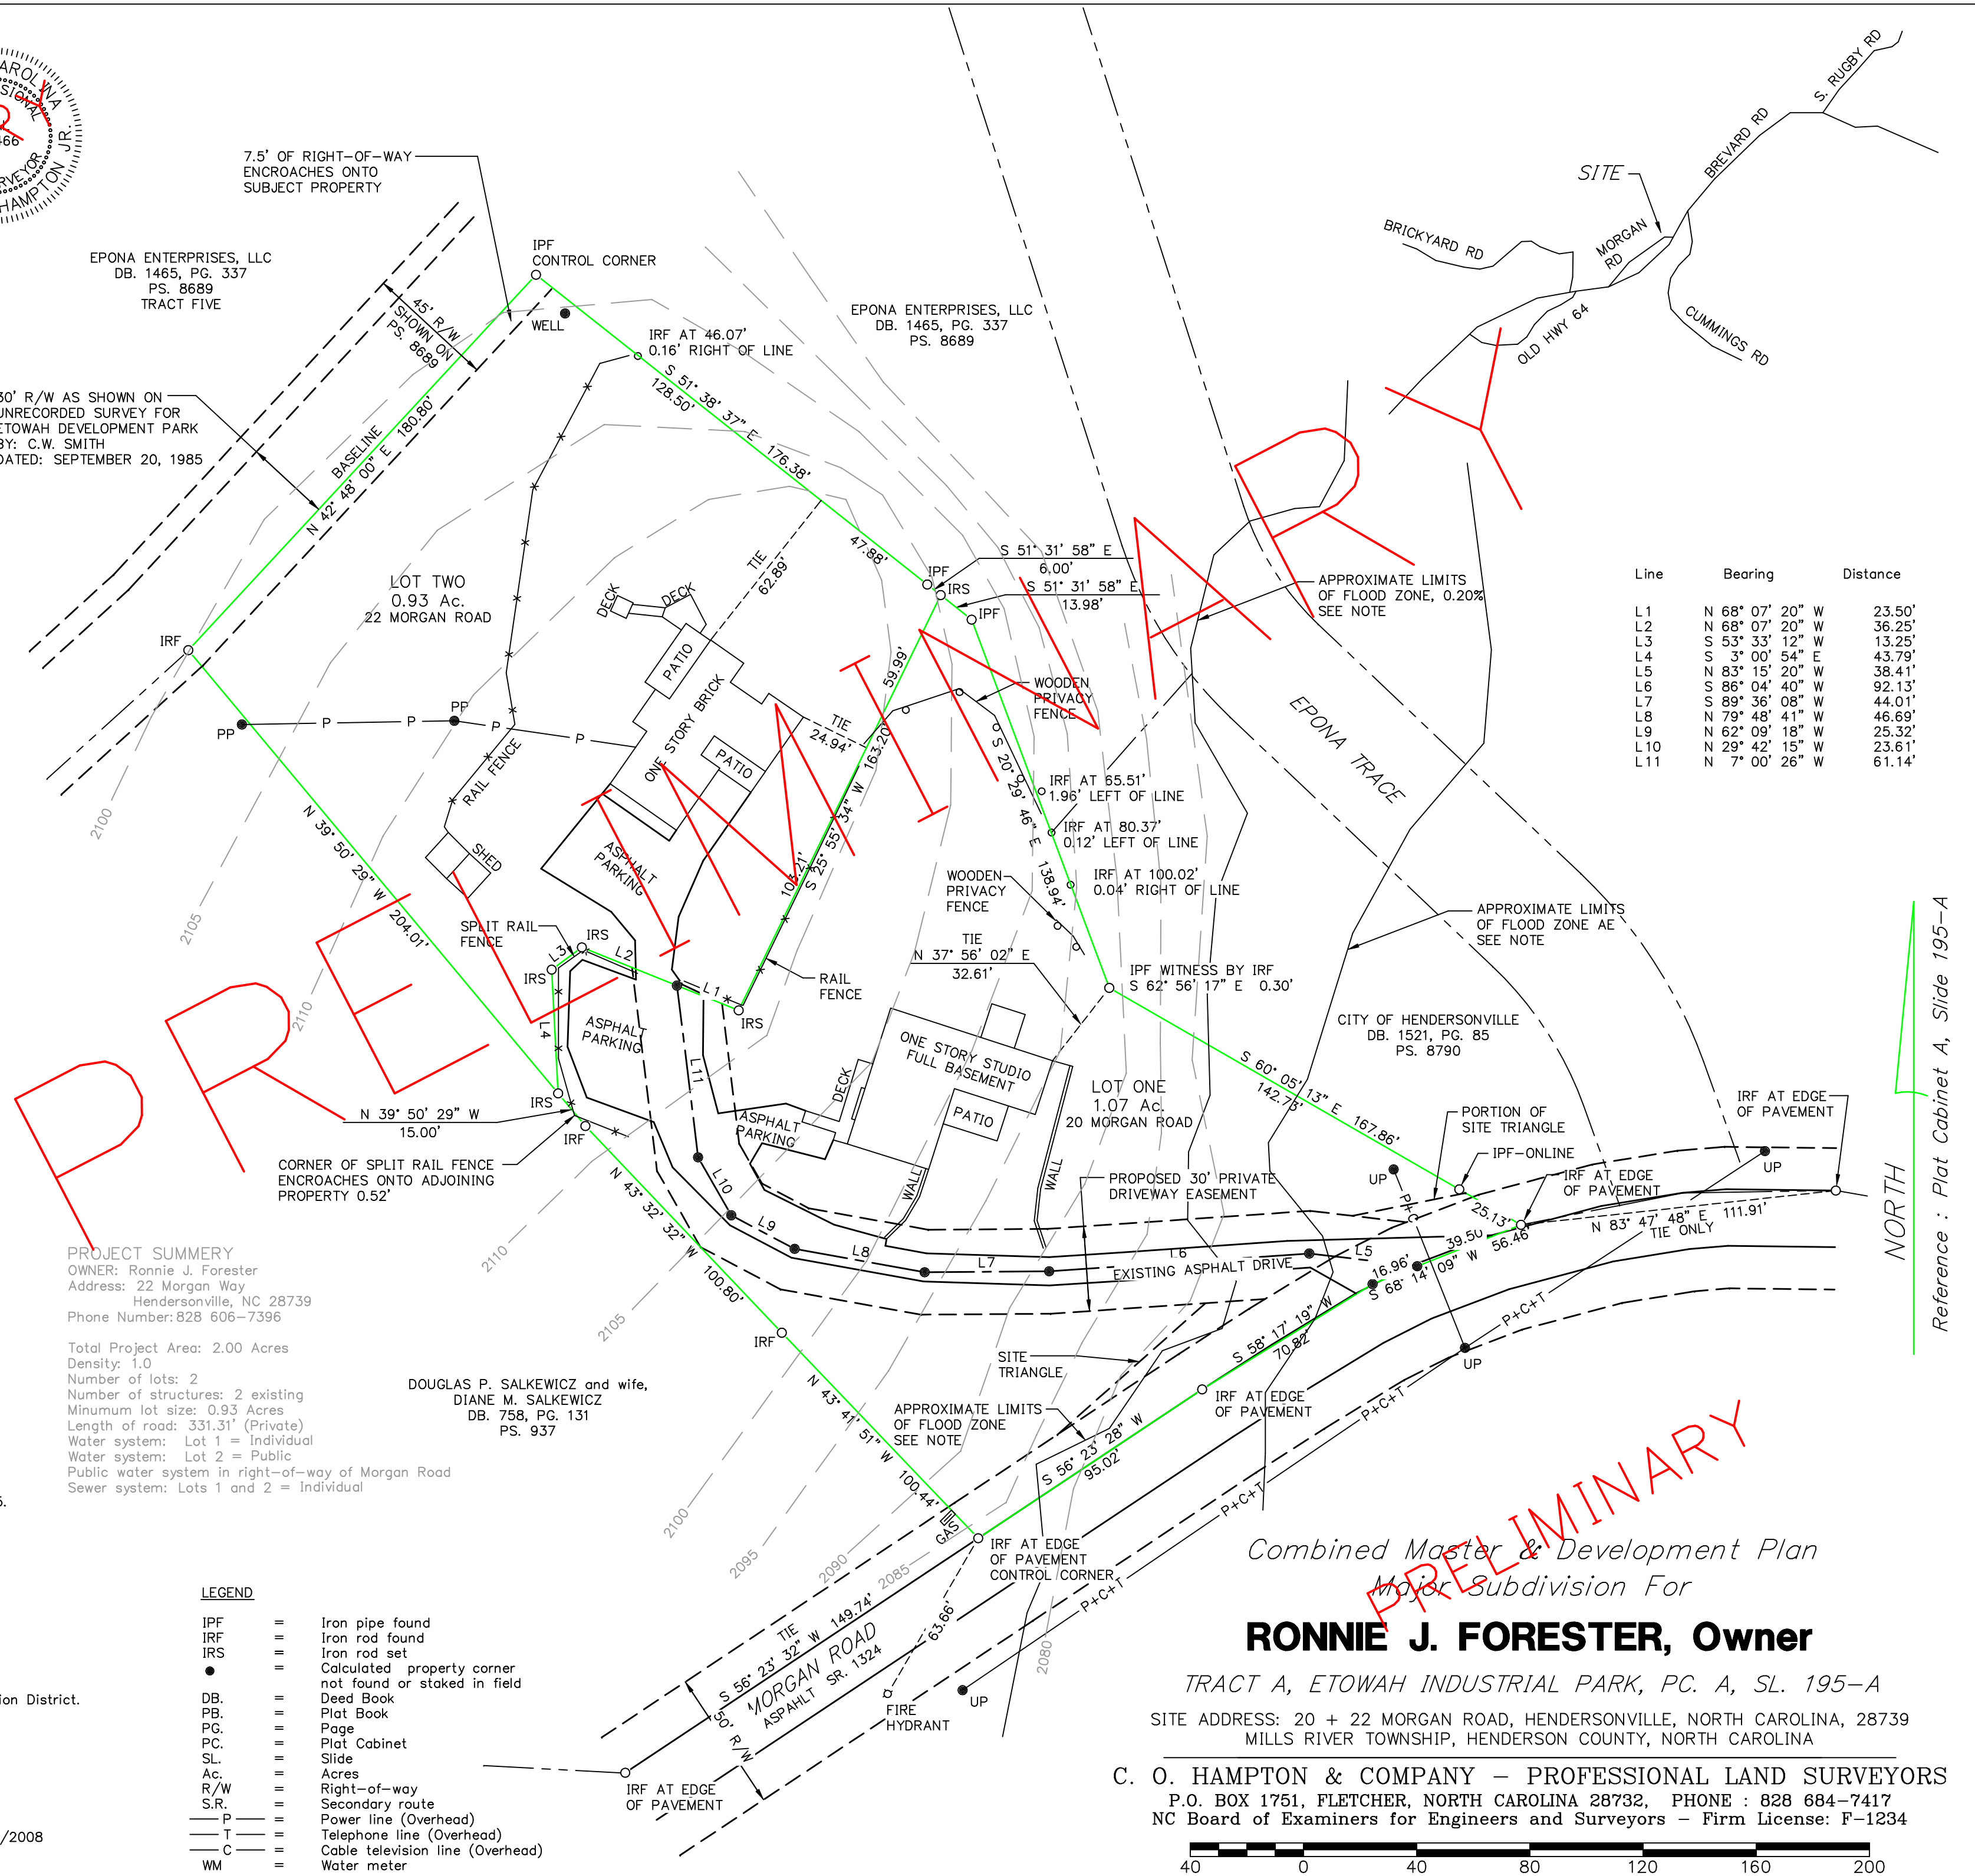 7.5' OF RIGHT-OF-WAY
ENCROACHES ONTO
SUBJECT PROPERTY
EPONA ENTERPRISES, LLC
DB. 1465, PG. 337
PS. 8689
TRACT FIVE
30' R/W AS SHOWN ON
UNRECORDED SURVEY FOR
ETOWAH DEVELOPMENT PARK
BY: C.W. SMITH
DATED: SEPTEMBER 20, 1985
45' R/W
SHOWN ON
PS. 8689
IPF
CONTROL CORNER
WELL
IRF AT 46.07'
0.16' RIGHT OF LINE
S 51° 38' 37" E 176.38'
128.50'
47.88'
EPONA ENTERPRISES, LLC
DB. 1465, PG. 337
PS. 8689
BASELINE
N 42° 48' 00" E 180.80'
S. RUGBY RD
BREVARD RD
SITE
MORGAN
RD
BRICKYARD RD
OLD HWY 64
CUMMINGS RD
LOT TWO
0.93 Ac.
22 MORGAN ROAD
IRF
PP
P
P
PP
P
P
DECK
DECK
PATIO
ONE STORY BRICK
PATIO
TIE
62.89'
TIE
24.94'
IPF
IRS
IPF
S 51° 31' 58" E
6.00'
S 51° 31' 58" E
13.98'
59.99'
S 25° 55' 34" W 163.20'
103.21'
WOODEN
PRIVACY
FENCE
S 20° 29' 46" E 138.94'
IRF AT 65.51'
1.96' LEFT OF LINE
IRF AT 80.37'
0.12' LEFT OF LINE
IRF AT 100.02'
0.04' RIGHT OF LINE
WOODEN
PRIVACY
FENCE
TIE
N 37° 56' 02" E
32.61'
IPF WITNESS BY IRF
S 62° 56' 17" E 0.30'
APPROXIMATE LIMITS
OF FLOOD ZONE, 0.20%
SEE NOTE
EPONA TRACE
APPROXIMATE LIMITS
OF FLOOD ZONE AE
SEE NOTE
CITY OF HENDERSONVILLE
DB. 1521, PG. 85
PS. 8790
Line Bearing Distance
L1 N 68° 07' 20" W 23.50'
L2 N 68° 07' 20" W 36.25'
L3 S 53° 33' 12" W 13.25'
L4 S 3° 00' 54" E 43.79'
L5 N 83° 15' 20" W 38.41'
L6 S 86° 04' 40" W 92.13'
L7 S 89° 36' 08" W 44.01'
L8 N 79° 48' 41" W 46.69'
L9 N 62° 09' 18" W 25.32'
L10 N 29° 42' 15" W 23.61'
L11 N 7° 00' 26" W 61.14'
NORTH
Reference : Plat Cabinet A, Slide 195-A
RAIL FENCE
SHED
ASPHALT
PARKING
N 39° 50' 29" W 204.01'
2100
2105
2110
SPLIT RAIL
FENCE
IRS
IRS
L3
L2
L1
L4
IRS
RAIL
FENCE
ASPHALT
PARKING
L11
IRS
N 39° 50' 29" W
15.00'
IRF
CORNER OF SPLIT RAIL FENCE
ENCROACHES ONTO ADJOINING
PROPERTY 0.52'
ASPHALT
PARKING
DECK
ONE STORY STUDIO
FULL BASEMENT
PATIO
WALL
WALL
LOT ONE
1.07 Ac.
20 MORGAN ROAD
PROPOSED 30' PRIVATE
DRIVEWAY EASEMENT
S 60° 05' 13" E 167.86'
142.73'
25.13'
PORTION OF
SITE TRIANGLE
IPF-ONLINE
IRF AT EDGE
OF PAVEMENT
IRF AT EDGE
OF PAVEMENT
UP
UP
P+C
N 83° 47' 48" E 111.91'
TIE ONLY
39.50
16.96'
S 68° 14' 09" W 56.46'
L10
L9
L8
L7
L6
L5
EXISTING ASPHALT DRIVE
S 58° 17' 19" W
70.82'
UP
P+C+T
P+C+T
P+C+T
P+C+T
N 43° 32' 32" W 100.80'
IRF
N 43° 41' 51" W 100.44'
SITE
TRIANGLE
APPROXIMATE LIMITS
OF FLOOD ZONE
SEE NOTE
IRF AT EDGE
OF PAVEMENT
S 56° 23' 28" W
95.02'
GAS
IRF AT EDGE
OF PAVEMENT
CONTROL CORNER
2110
2105
2100
2095
2090
2085
2080
DOUGLAS P. SALKEWICZ and wife,
DIANE M. SALKEWICZ
DB. 758, PG. 131
PS. 937
TIE
S 56° 23' 32" W 149.74'
MORGAN ROAD
ASPAHLT SR. 1324
50' R/W
63.66'
FIRE
HYDRANT
UP
IRF AT EDGE
OF PAVEMENT
PROJECT SUMMERY
OWNER: Ronnie J. Forester
Address: 22 Morgan Way
Hendersonville, NC 28739
Phone Number: 828 606-7396
Total Project Area: 2.00 Acres
Density: 1.0
Number of lots: 2
Number of structures: 2 existing
Minumum lot size: 0.93 Acres
Length of road: 331.31' (Private)
Water system: Lot 1 = Individual
Water system: Lot 2 = Public
Public water system in right-of-way of Morgan Road
Sewer system: Lots 1 and 2 = Individual
LEGEND
IPF = Iron pipe found
IRF = Iron rod found
IRS = Iron rod set
● = Calculated property corner
not found or staked in field
DB. = Deed Book
PB. = Plat Book
PG. = Page
PC. = Plat Cabinet
SL. = Slide
Ac. = Acres
R/W = Right-of-way
S.R. = Secondary route
P = Power line (Overhead)
T = Telephone line (Overhead)
C = Cable television line (Overhead)
WM = Water meter
ion District.
/2008
PRELIMINARY
PRELIMINARY
Combined Master & Development Plan
Major Subdivision For
RONNIE J. FORESTER, Owner
TRACT A, ETOWAH INDUSTRIAL PARK, PC. A, SL. 195-A
SITE ADDRESS: 20 + 22 MORGAN ROAD, HENDERSONVILLE, NORTH CAROLINA, 28739
MILLS RIVER TOWNSHIP, HENDERSON COUNTY, NORTH CAROLINA
C. O. HAMPTON & COMPANY - PROFESSIONAL LAND SURVEYORS
P.O. BOX 1751, FLETCHER, NORTH CAROLINA 28732, PHONE : 828 684-7417
NC Board of Examiners for Engineers and Surveyors - Firm License: F-1234
40 0 40 80 120 160 200